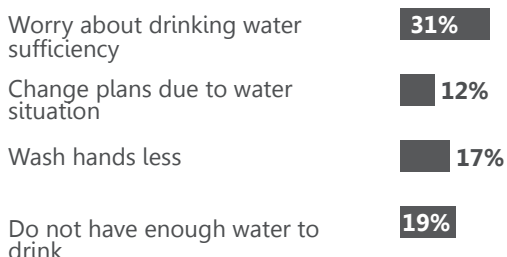 Worry about drinking water
sufficiency
31%
Change plans due to water
situation
12%
Wash hands less
17%
Do not have enough water to
drink
19%